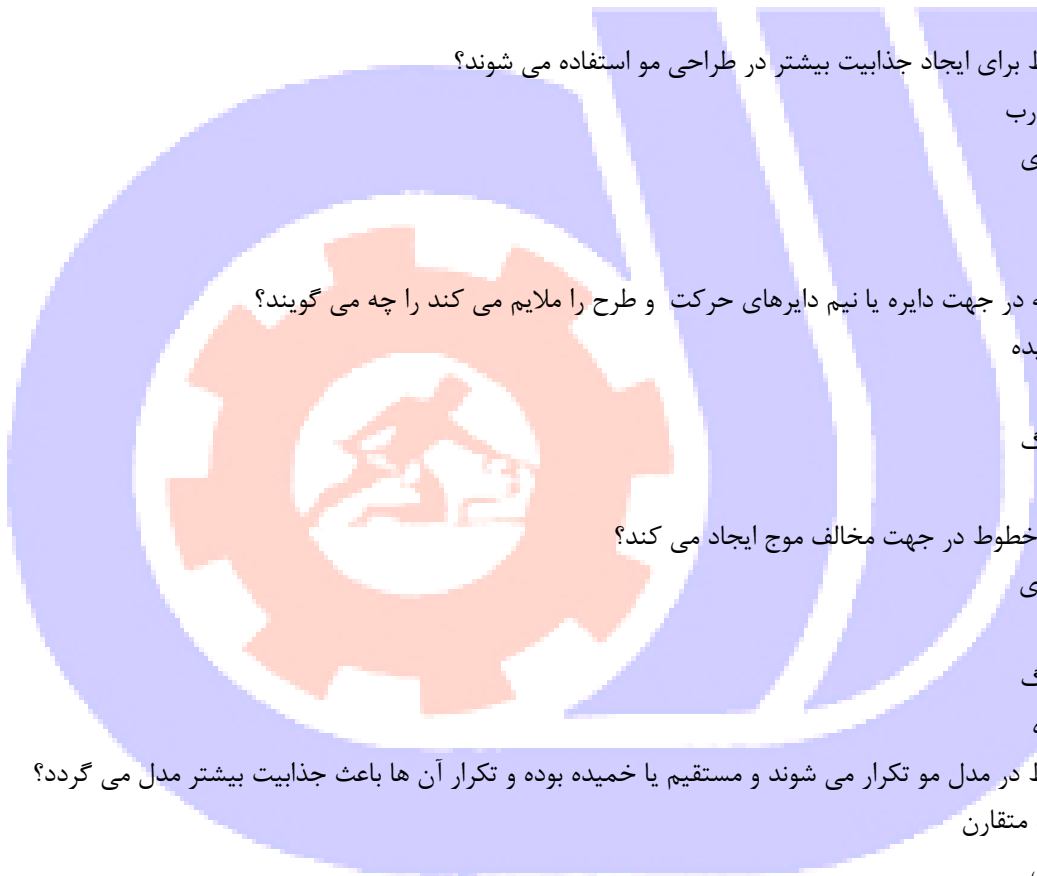 برای ایجاد جذابیت بیشتر در طراحی مو استفاده می شوند؟
در جهت دایره یا نیم دایرهای حرکت و طرح را ملایم می کند را چه می گویند؟
خطوط در جهت مخالف موج ایجاد می کند؟
در مدل مو تکرار می شوند و مستقیم یا خمیده بوده و تکرار آن ها باعث جذابیت بیشتر مدل می گردد؟
متقارن